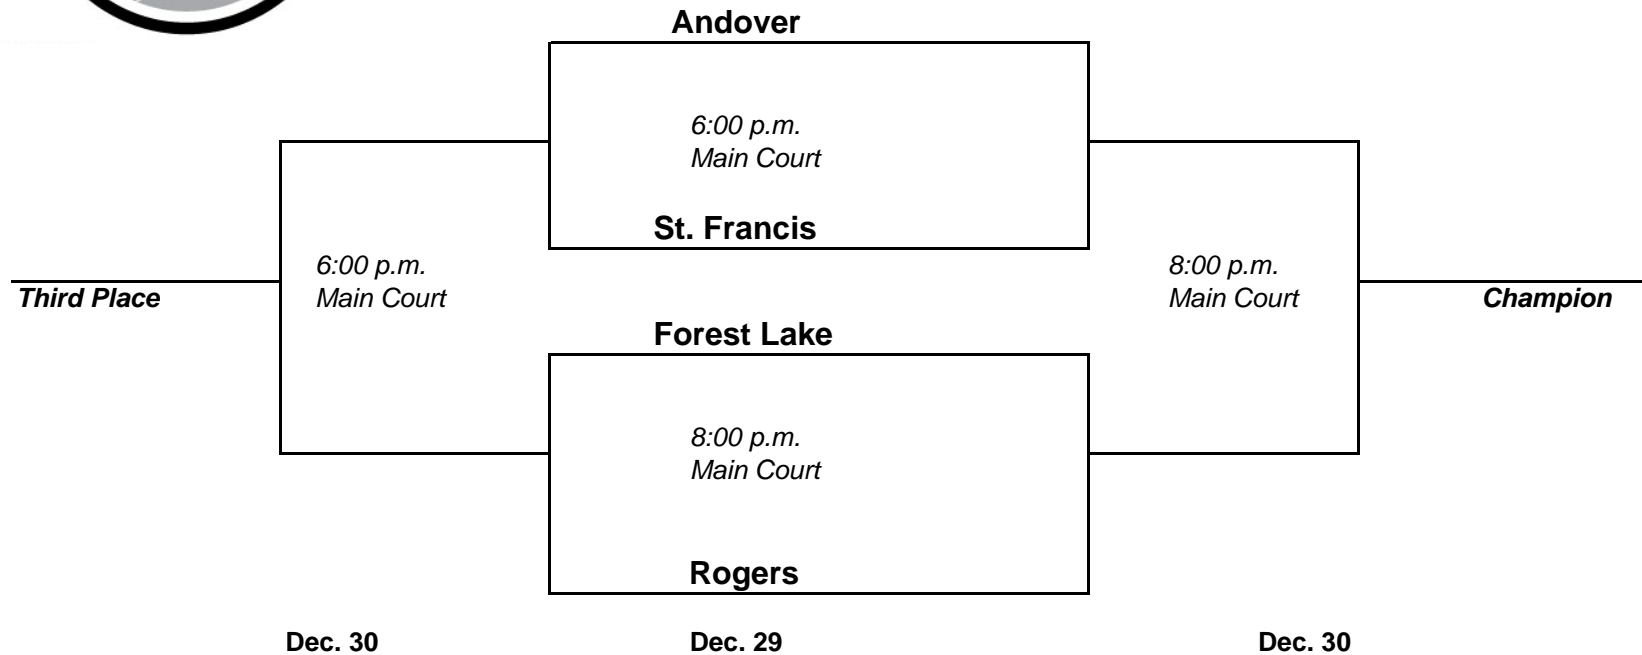 Andover
6:00 p.m.
Main Court
St. Francis
6:00 p.m.
Main Court
8:00 p.m.
Main Court
Third Place
Champion
Forest Lake
8:00 p.m.
Main Court
Rogers
Dec. 30
Dec. 29
Dec. 30